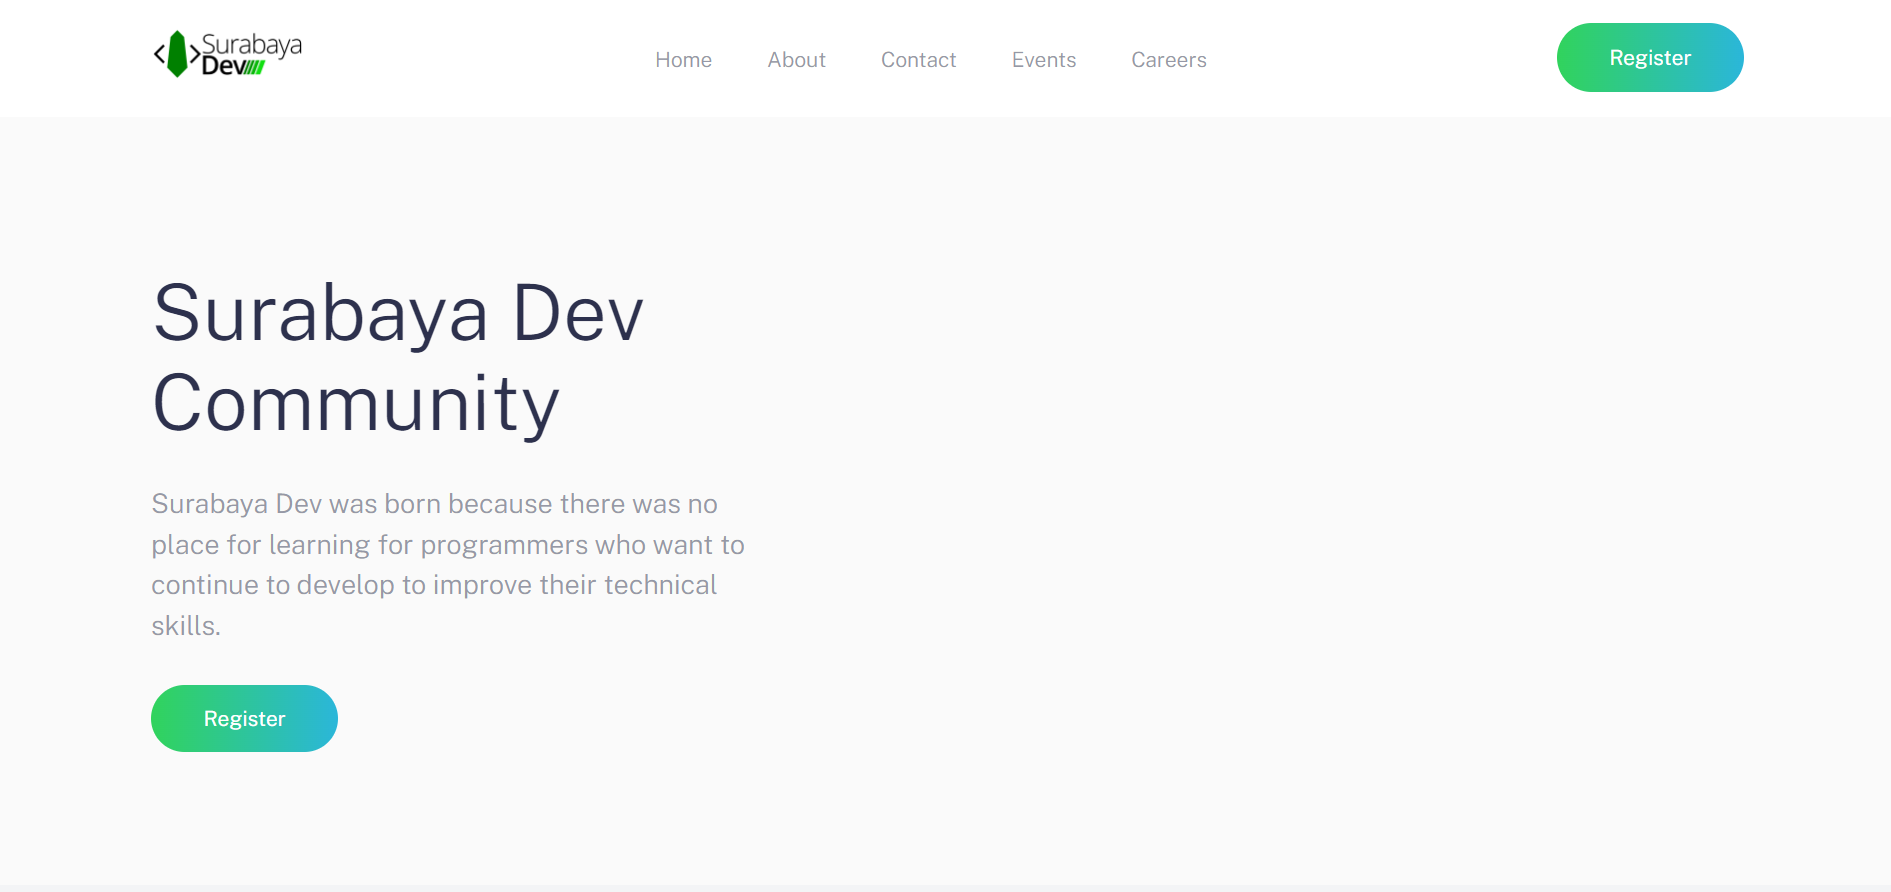 Surabaya
Dev
Home About Contact Events Careers
Register
Surabaya Dev
Community
Surabaya Dev was born because there was no
place for learning for programmers who want to
continue to develop to improve their technical
skills.
Register